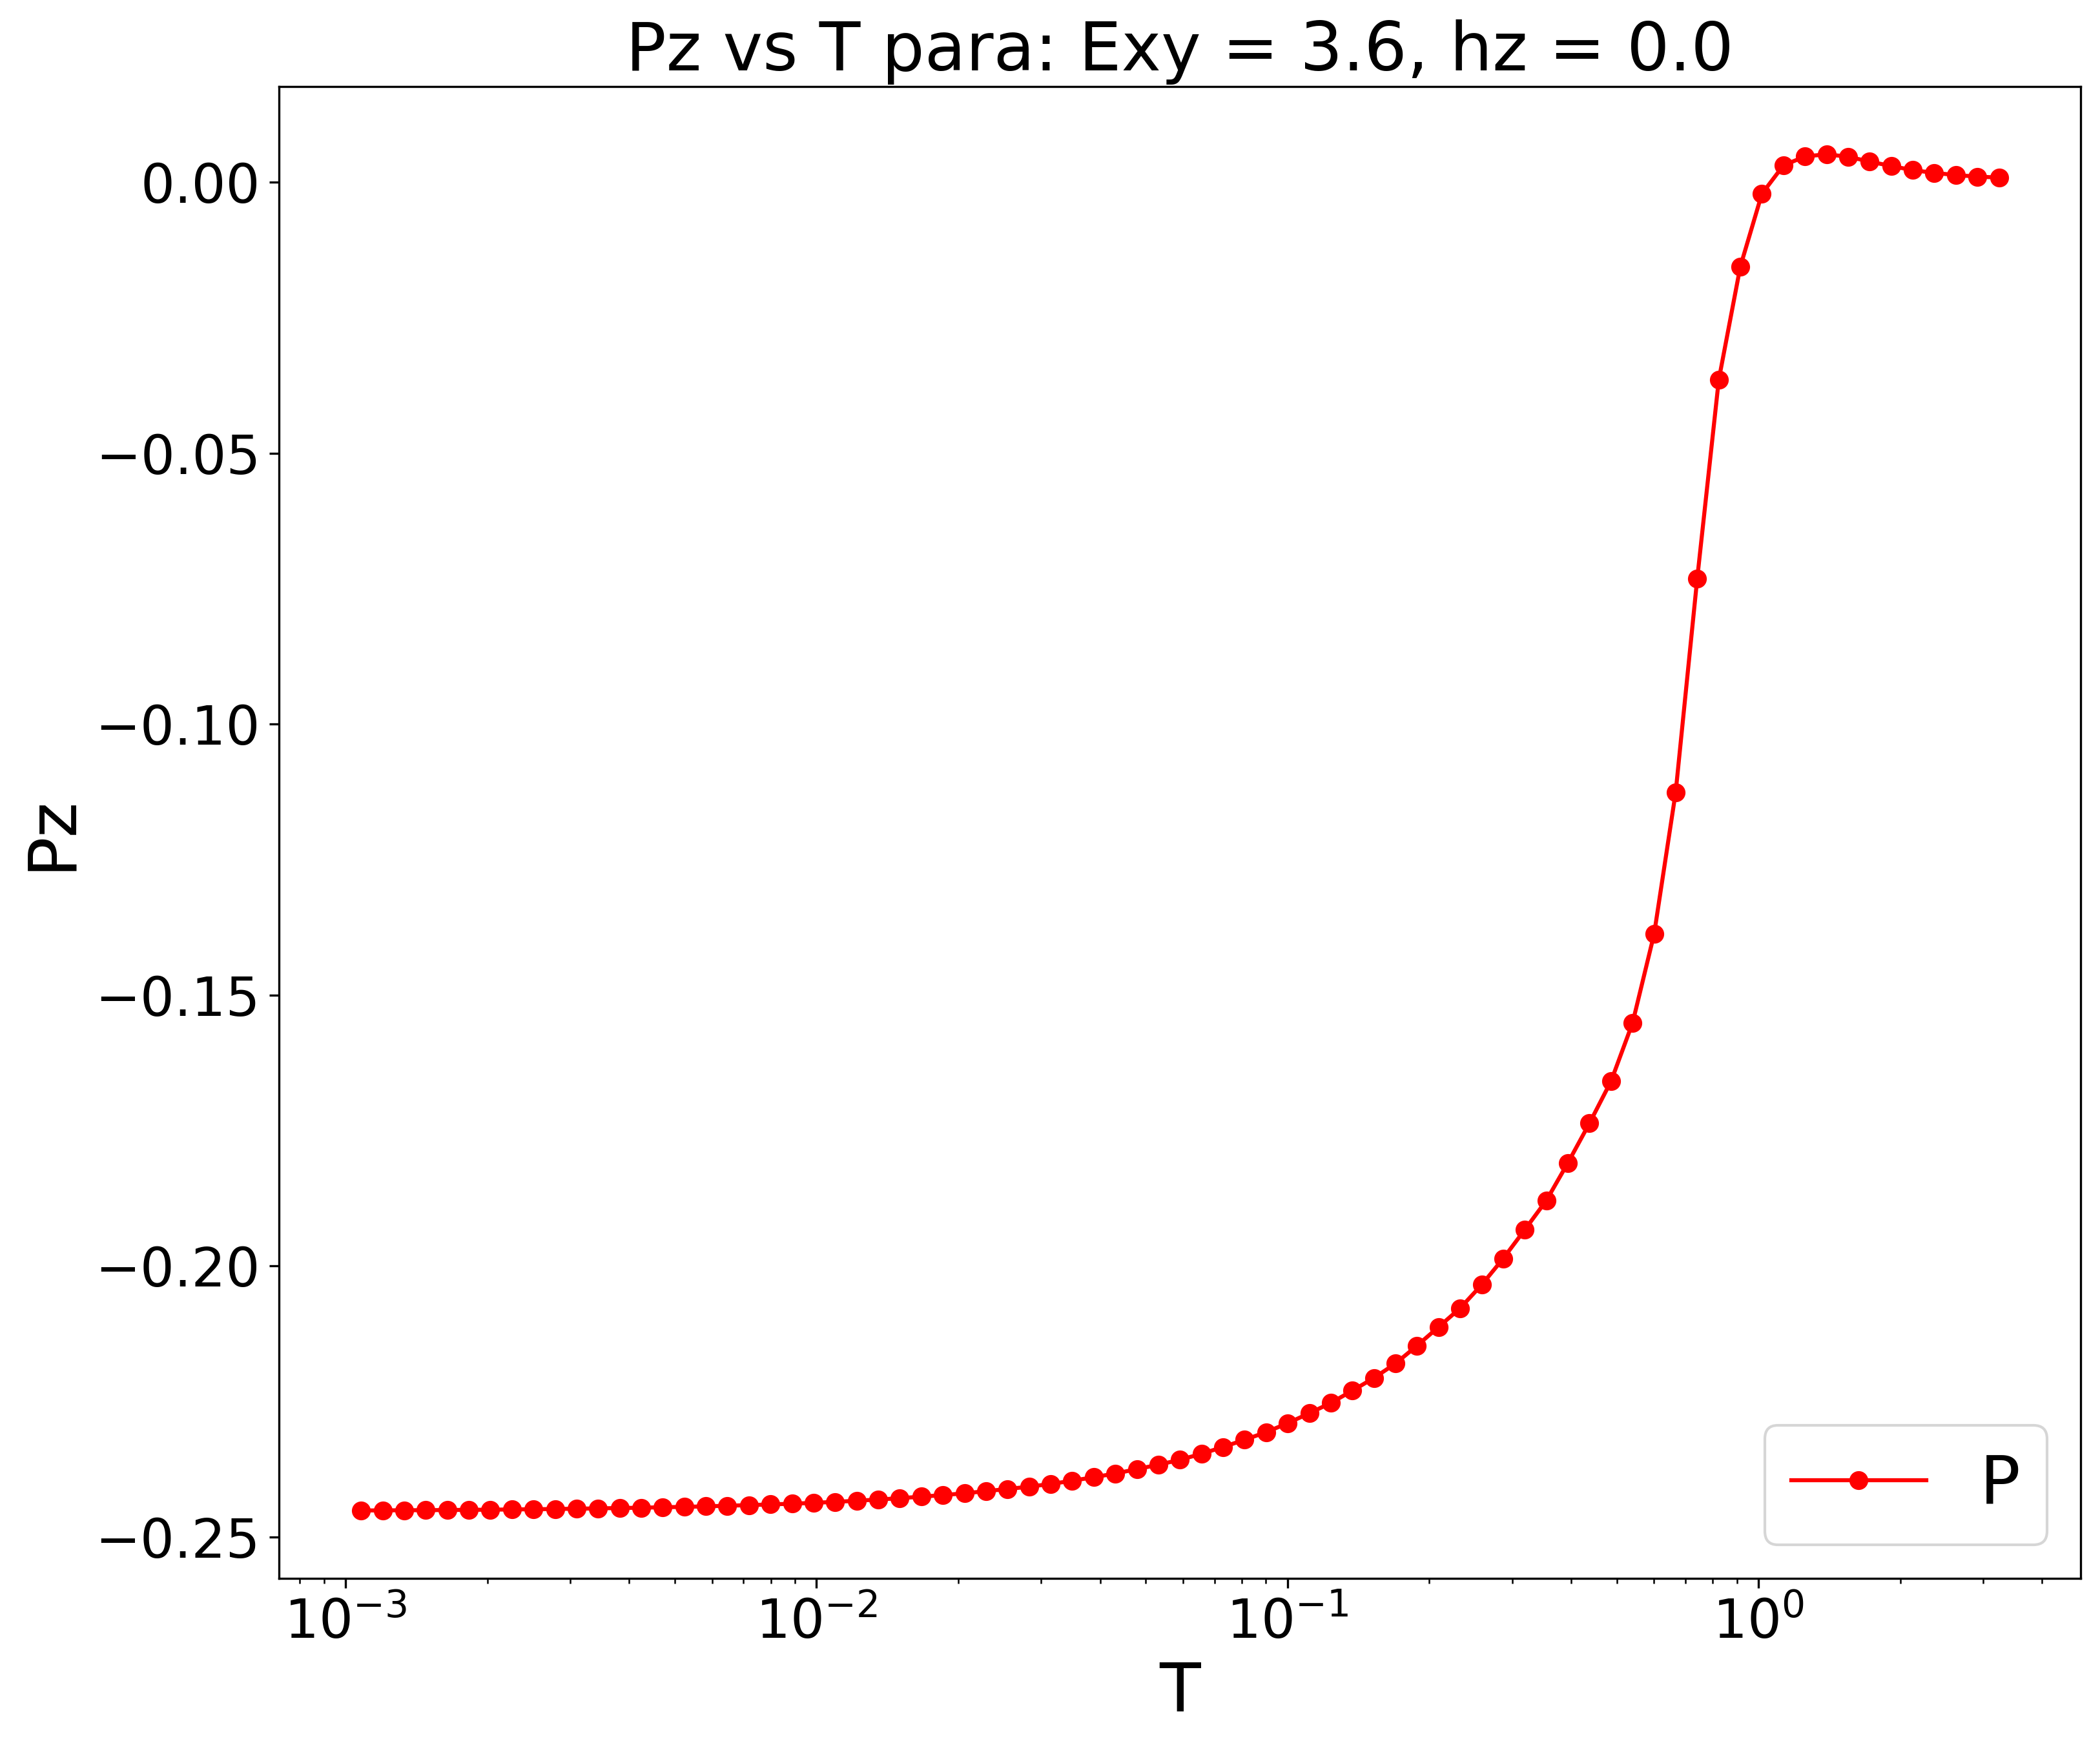 Pz vs T para: Exy = 3.6, hz = 0.0
Pz
0.00
−0.05
−0.10
−0.15
−0.20
−0.25
P
10⁻³ 10⁻² 10⁻¹ 10⁰
T